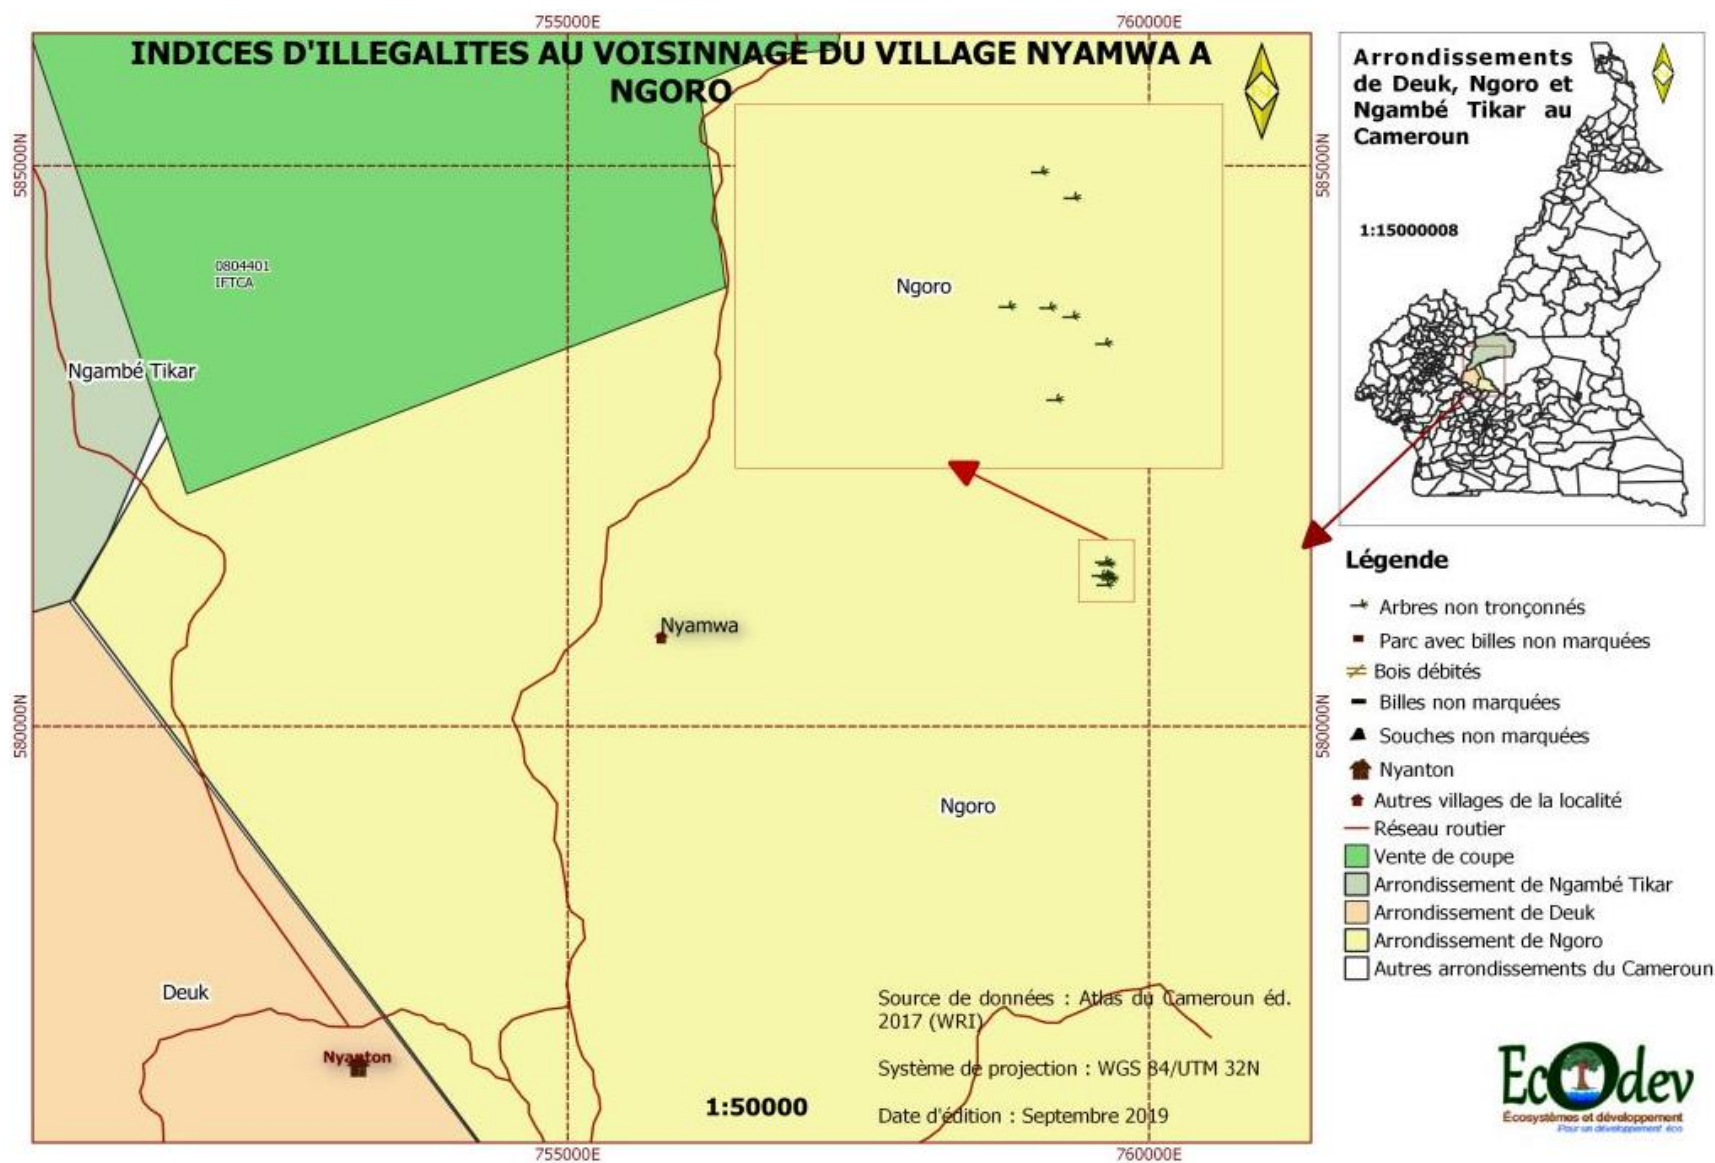 755000E
760000E
INDICES D'ILLEGALITES AU VOISINNAGE DU VILLAGE NYAMWA A
NGORO
585000N
585000N
0804401
IFTCA
Ngoro
Ngambé Tikar
Nyamwa
580000N
580000N
Ngoro
Deuk
Nyanton
Source de données : Atlas du Cameroun éd.
2017 (WRI)
Système de projection : WGS 84/UTM 32N
Date d'édition : Septembre 2019
1:50000
755000E
760000E
Arrondissements
de Deuk, Ngoro et
Ngambé Tikar au
Cameroun
1:15000008
Légende
Arbres non tronçonnés
Parc avec billes non marquées
Bois débités
Billes non marquées
Souches non marquées
Nyanton
Autres villages de la localité
Réseau routier
Vente de coupe
Arrondissement de Ngambé Tikar
Arrondissement de Deuk
Arrondissement de Ngoro
Autres arrondissements du Cameroun
EcOdev
Écosystèmes et développement
Pour un développement éco